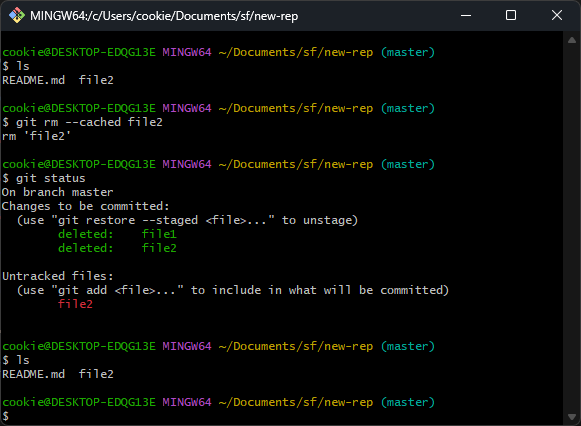 MINGW64:/c/Users/cookie/Documents/sf/new-rep
cookie@DESKTOP-EDQG13E MINGW64 ~/Documents/sf/new-rep (master)
$ ls
README.md  file2
cookie@DESKTOP-EDQG13E MINGW64 ~/Documents/sf/new-rep (master)
$ git rm --cached file2
rm 'file2'
cookie@DESKTOP-EDQG13E MINGW64 ~/Documents/sf/new-rep (master)
$ git status
On branch master
Changes to be committed:
  (use "git restore --staged <file>..." to unstage)
        deleted:    file1
        deleted:    file2
Untracked files:
  (use "git add <file>..." to include in what will be committed)
        file2
cookie@DESKTOP-EDQG13E MINGW64 ~/Documents/sf/new-rep (master)
$ ls
README.md  file2
cookie@DESKTOP-EDQG13E MINGW64 ~/Documents/sf/new-rep (master)
$